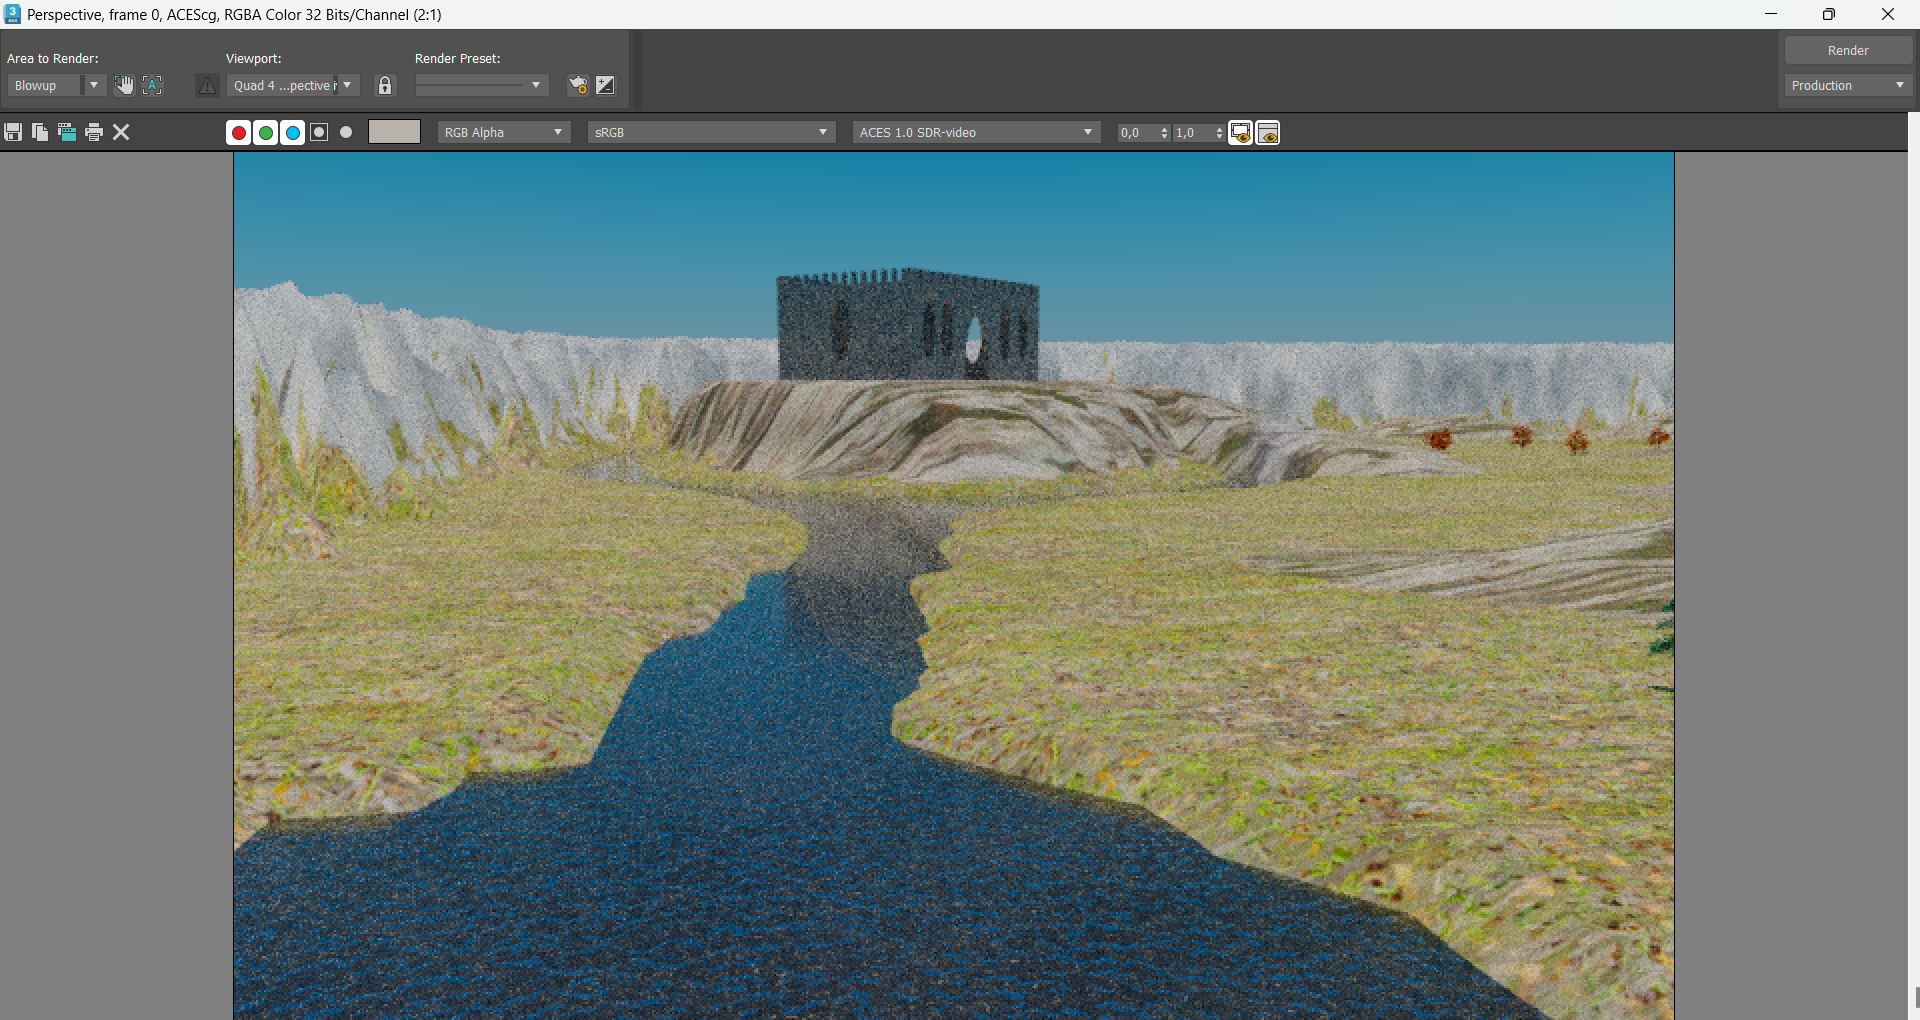 Perspective, frame 0, ACEScg, RGBA Color 32 Bits/Channel (2:1)
Area to Render:
Viewport:
Render Preset:
Render
Blowup
Quad 4 ...pective i
Production
RGB Alpha
sRGB
ACES 1.0 SDR-video
0,0
1,0